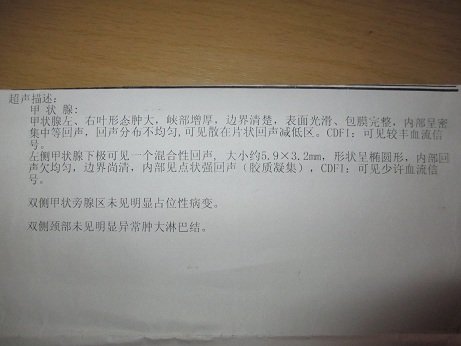 超声描述:
甲 状 腺:
甲状腺左、右叶形态肿大，峡部增厚，边界清楚，表面光滑、包膜完整，内部呈密
集中等回声，回声分布不均匀,可见散在片状回声减低区。CDFI：可见较丰血流信
号。
左侧甲状腺下极可见一个混合性回声，大小约5.9×3.2mm，形状呈椭圆形，内部回
声欠均匀，边界尚清，内部见点状强回声（胶质凝集），CDFI：可见少许血流信
号。
双侧甲状旁腺区未见明显占位性病变。
双侧颈部未见明显异常肿大淋巴结。